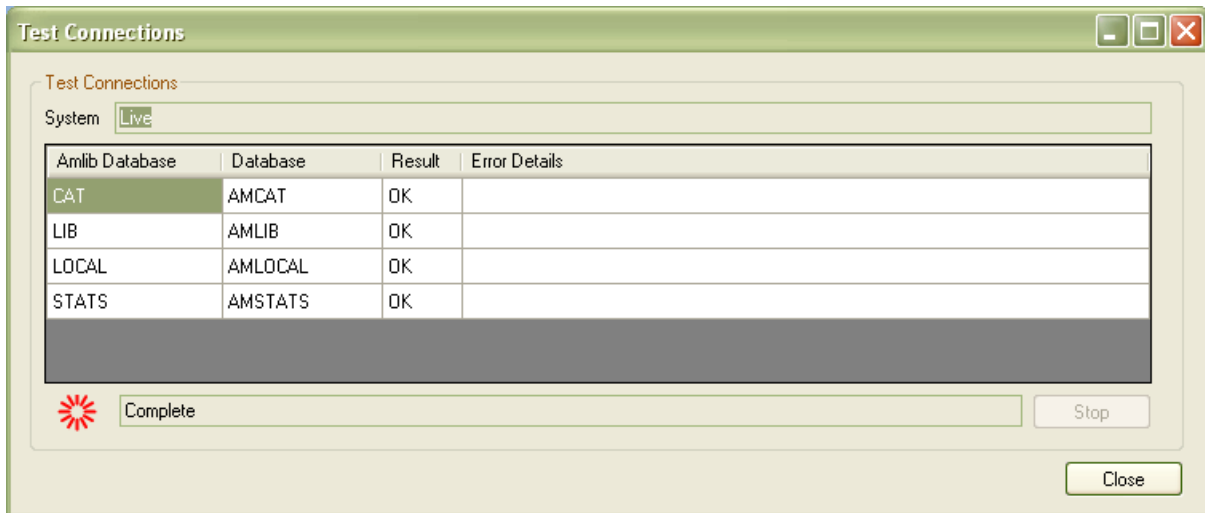 Test Connections
Test Connections
System Live
Amlib Database Database Result Error Details
CAT AMCAT OK
LIB AMLIB OK
LOCAL AMLOCAL OK
STATS AMSTATS OK
Complete Stop
Close